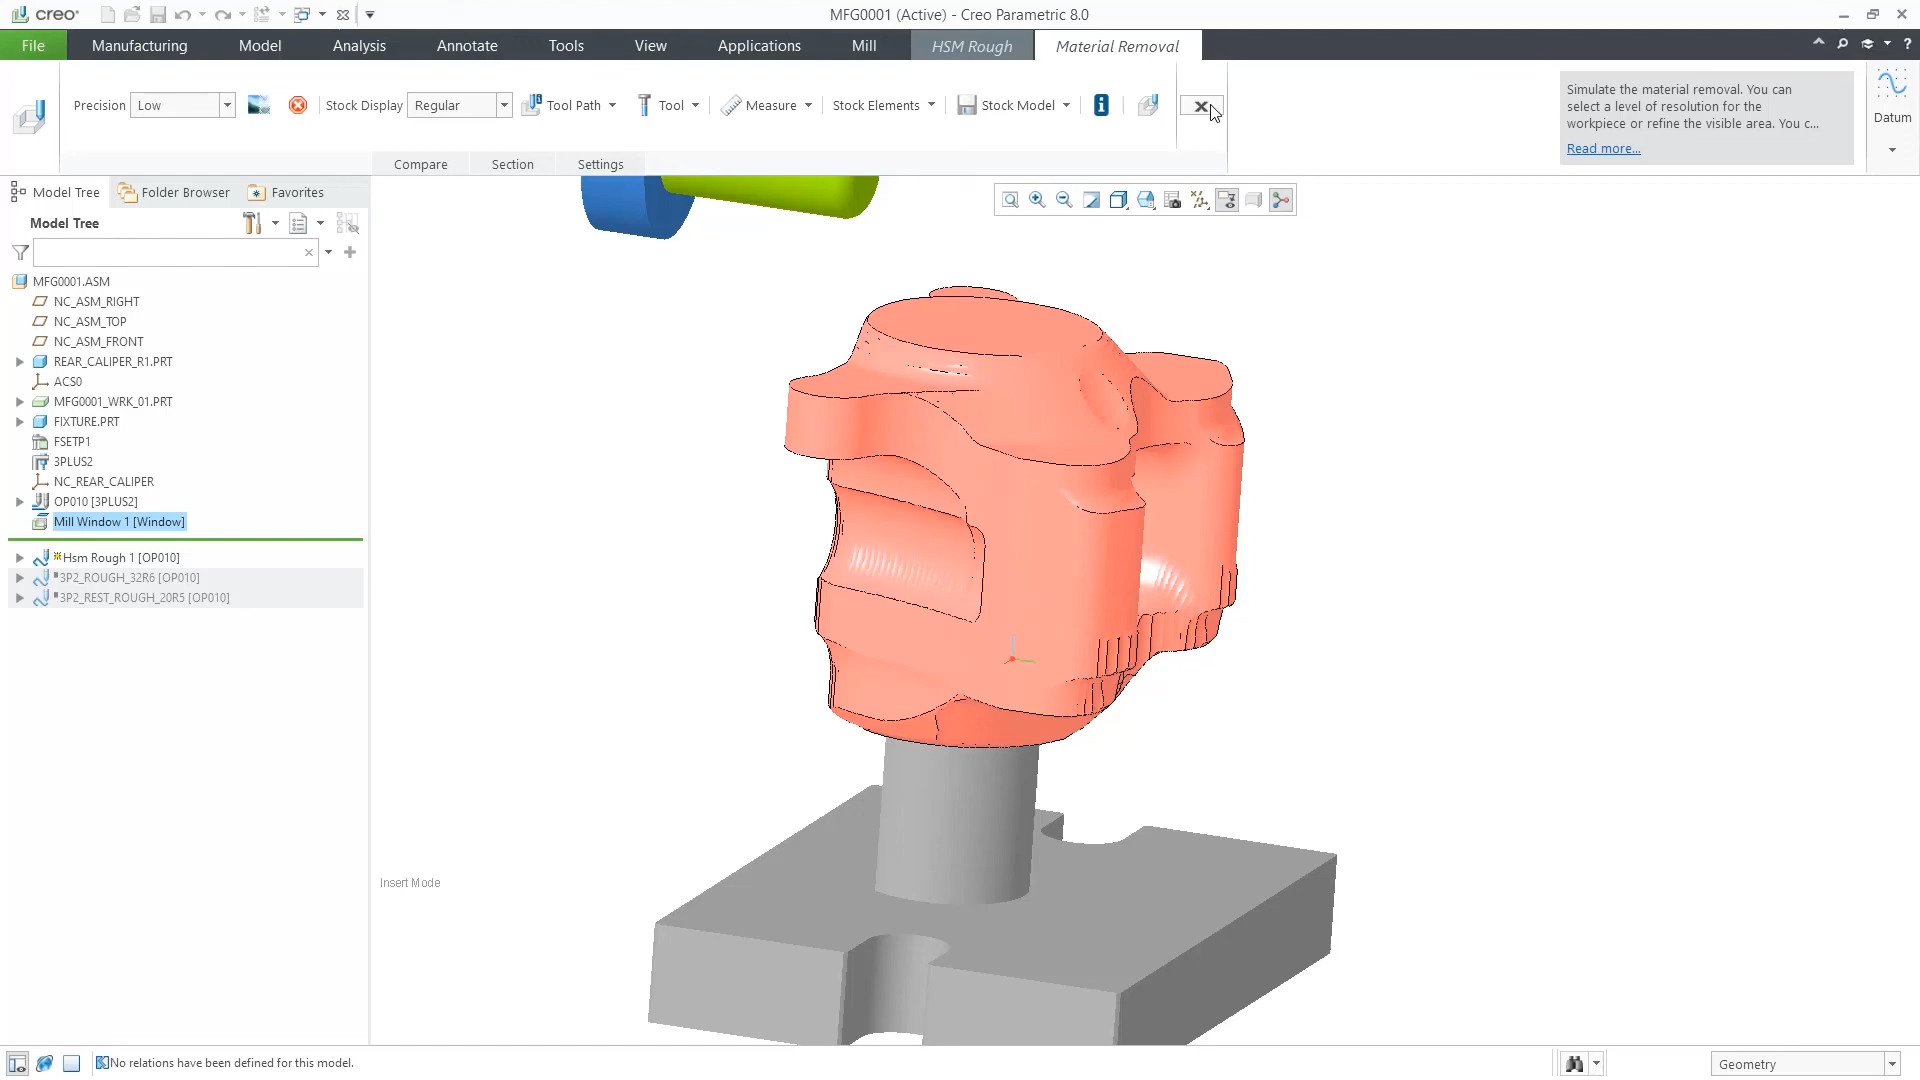 creo®
MFG0001 (Active) - Creo Parametric 8.0
File
Manufacturing
Model
Analysis
Annotate
Tools
View
Applications
Mill
HSM Rough
Material Removal
Precision
Low
Stock Display
Regular
Tool Path
Tool
Measure
Stock Elements
Stock Model
Compare
Section
Settings
Simulate the material removal. You can
select a level of resolution for the
workpiece or refine the visible area. You c...
Read more...
Datum
Model Tree
Folder Browser
Favorites
Model Tree
MFG0001.ASM
NC_ASM_RIGHT
NC_ASM_TOP
NC_ASM_FRONT
REAR_CALIPER_R1.PRT
ACS0
MFG0001_WRK_01.PRT
FIXTURE.PRT
FSETP1
3PLUS2
NC_REAR_CALIPER
OP010 [3PLUS2]
Mill Window 1 [Window]
Hsm Rough 1 [OP010]
3P2_ROUGH_32R6 [OP010]
3P2_REST_ROUGH_20R5 [OP010]
Insert Mode
No relations have been defined for this model.
Geometry